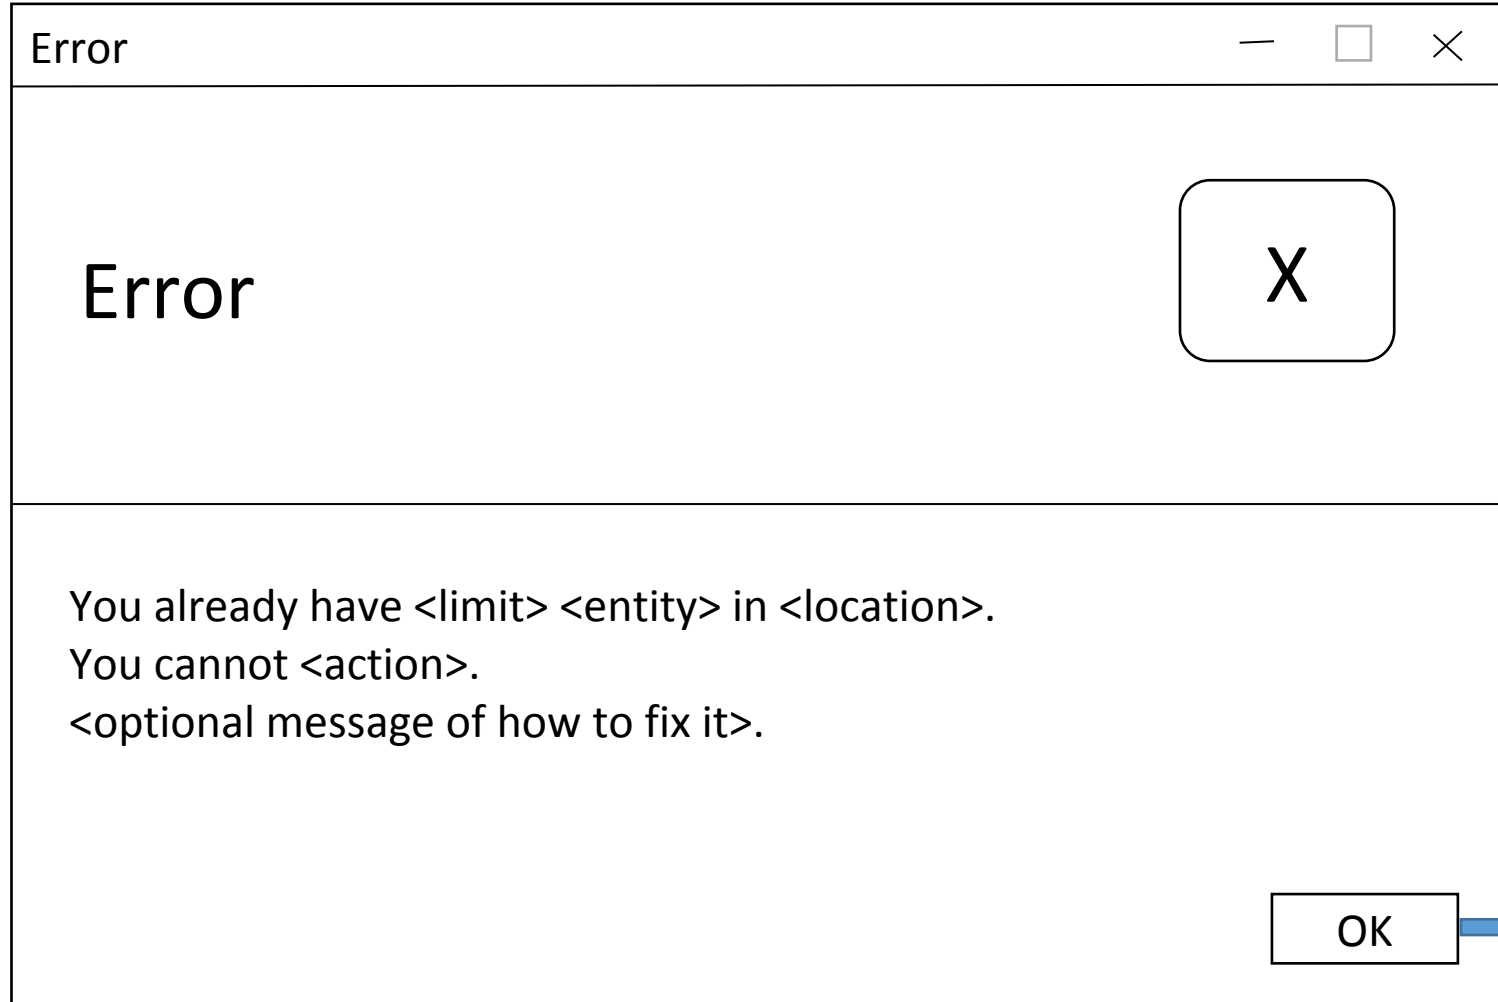 Error
Error
X
You already have <limit> <entity> in <location>.
You cannot <action>.
<optional message of how to fix it>.
OK